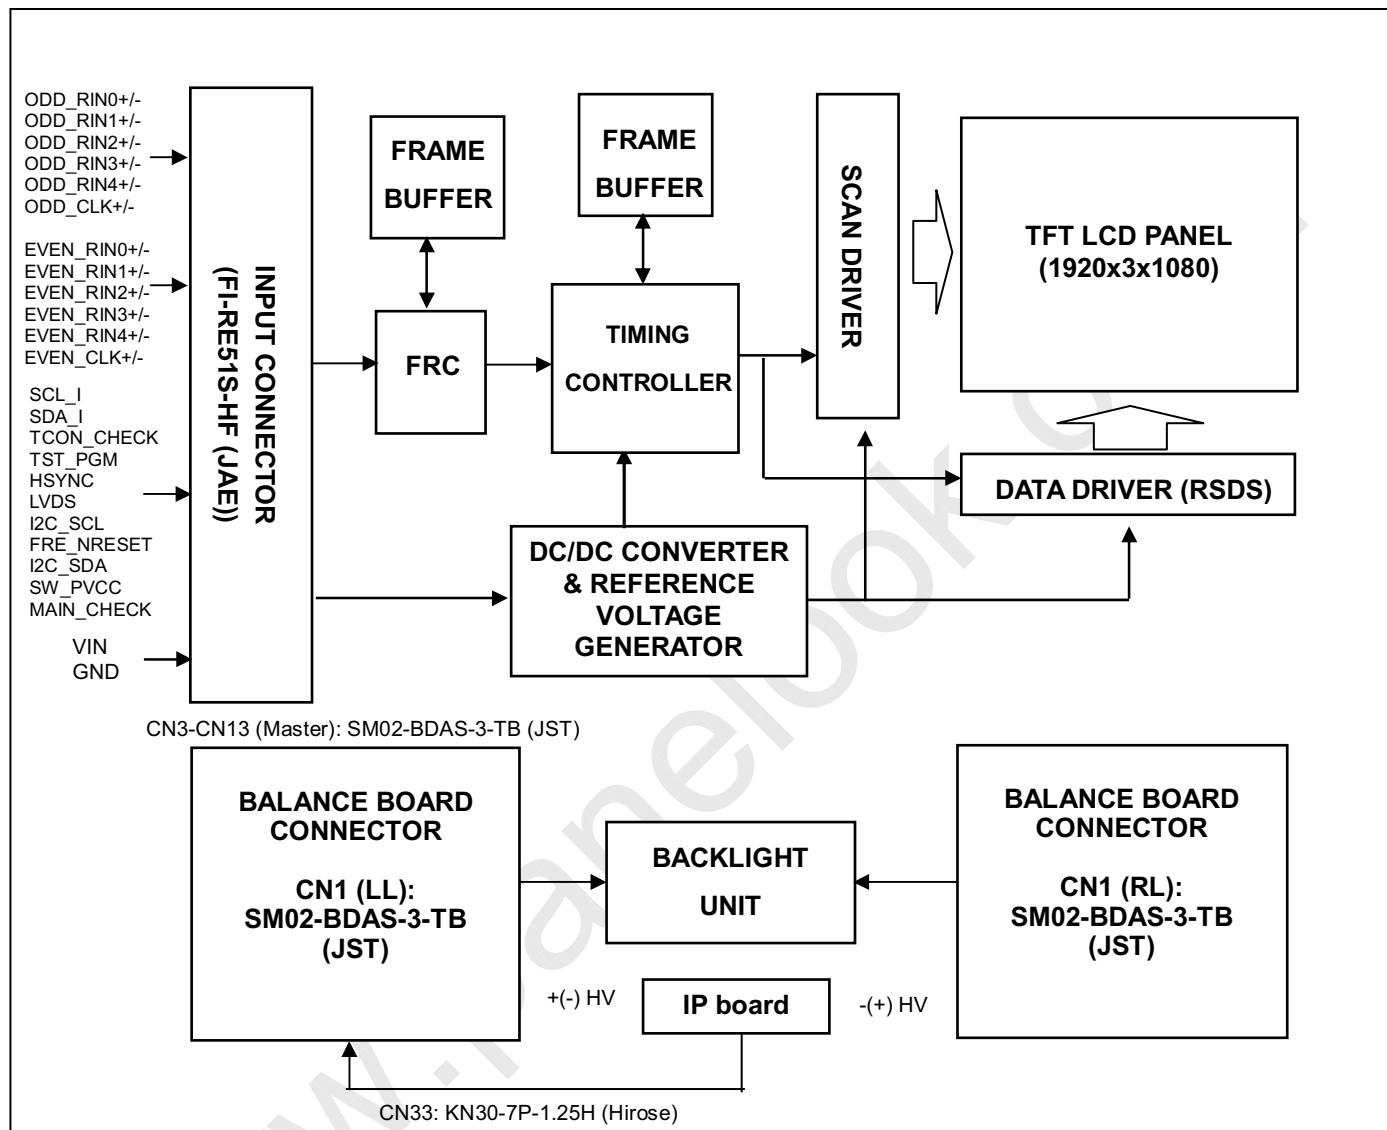 ODD_RIN0+/-
ODD_RIN1+/-
ODD_RIN2+/-
ODD_RIN3+/-
ODD_RIN4+/-
ODD_CLK+/-
EVEN_RIN0+/-
EVEN_RIN1+/-
EVEN_RIN2+/-
EVEN_RIN3+/-
EVEN_RIN4+/-
EVEN_CLK+/-
SCL_I
SDA_I
TCON_CHECK
TST_PGM
HSYNC
LVDS
I2C_SCL
FRE_NRESET
I2C_SDA
SW_PVCC
MAIN_CHECK
VIN
GND
INPUT CONNECTOR
(FI-RE51S-HF (JAE))
FRAME
BUFFER
FRC
FRAME
BUFFER
TIMING
CONTROLLER
SCAN DRIVER
TFT LCD PANEL
(1920x3x1080)
DATA DRIVER (RSDS)
DC/DC CONVERTER
& REFERENCE
VOLTAGE
GENERATOR
CN3-CN13 (Master): SM02-BDAS-3-TB (JST)
BALANCE BOARD
CONNECTOR
CN1 (LL):
SM02-BDAS-3-TB
(JST)
BACKLIGHT
UNIT
BALANCE BOARD
CONNECTOR
CN1 (RL):
SM02-BDAS-3-TB
(JST)
+(-) HV
IP board
-(+) HV
CN33: KN30-7P-1.25H (Hirose)